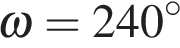 ω = 240°